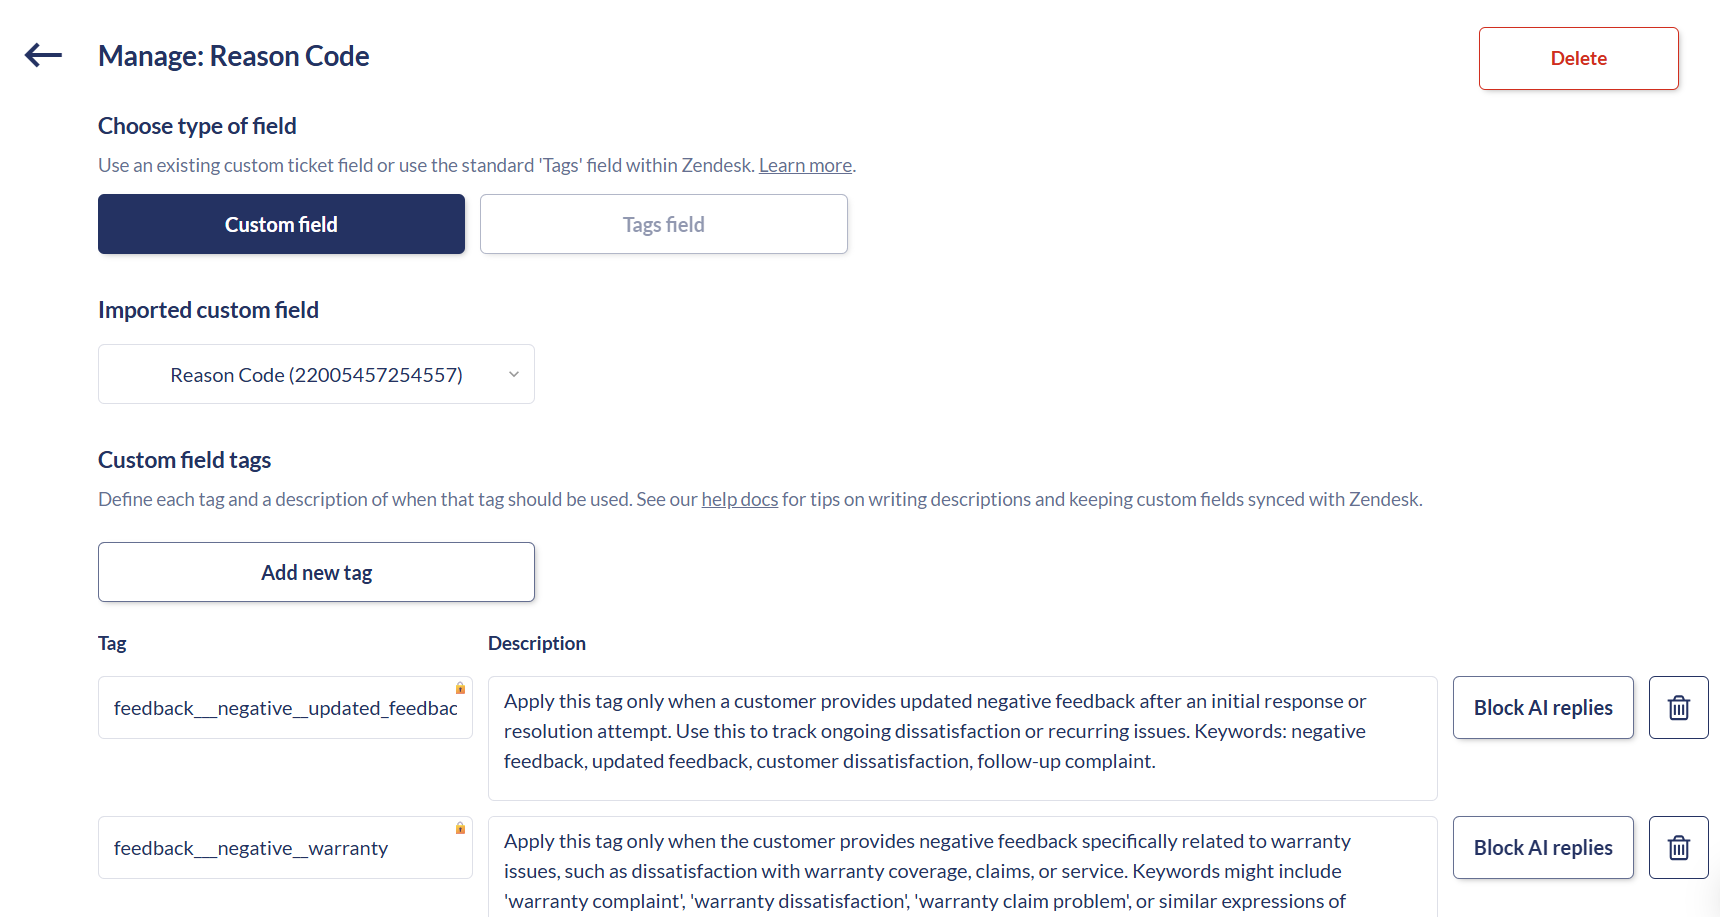 Manage: Reason Code
Delete
Choose type of field
Use an existing custom ticket field or use the standard 'Tags' field within Zendesk. Learn more.
Custom field
Tags field
Imported custom field
Reason Code (22005457254557)
Custom field tags
Define each tag and a description of when that tag should be used. See our help docs for tips on writing descriptions and keeping custom fields synced with Zendesk.
Add new tag
Tag
Description
feedback___negative__updated_feedbac
Apply this tag only when a customer provides updated negative feedback after an initial response or
resolution attempt. Use this to track ongoing dissatisfaction or recurring issues. Keywords: negative
feedback, updated feedback, customer dissatisfaction, follow-up complaint.
Block AI replies
feedback___negative__warranty
Apply this tag only when the customer provides negative feedback specifically related to warranty
issues, such as dissatisfaction with warranty coverage, claims, or service. Keywords might include
'warranty complaint', 'warranty dissatisfaction', 'warranty claim problem', or similar expressions of
Block AI replies